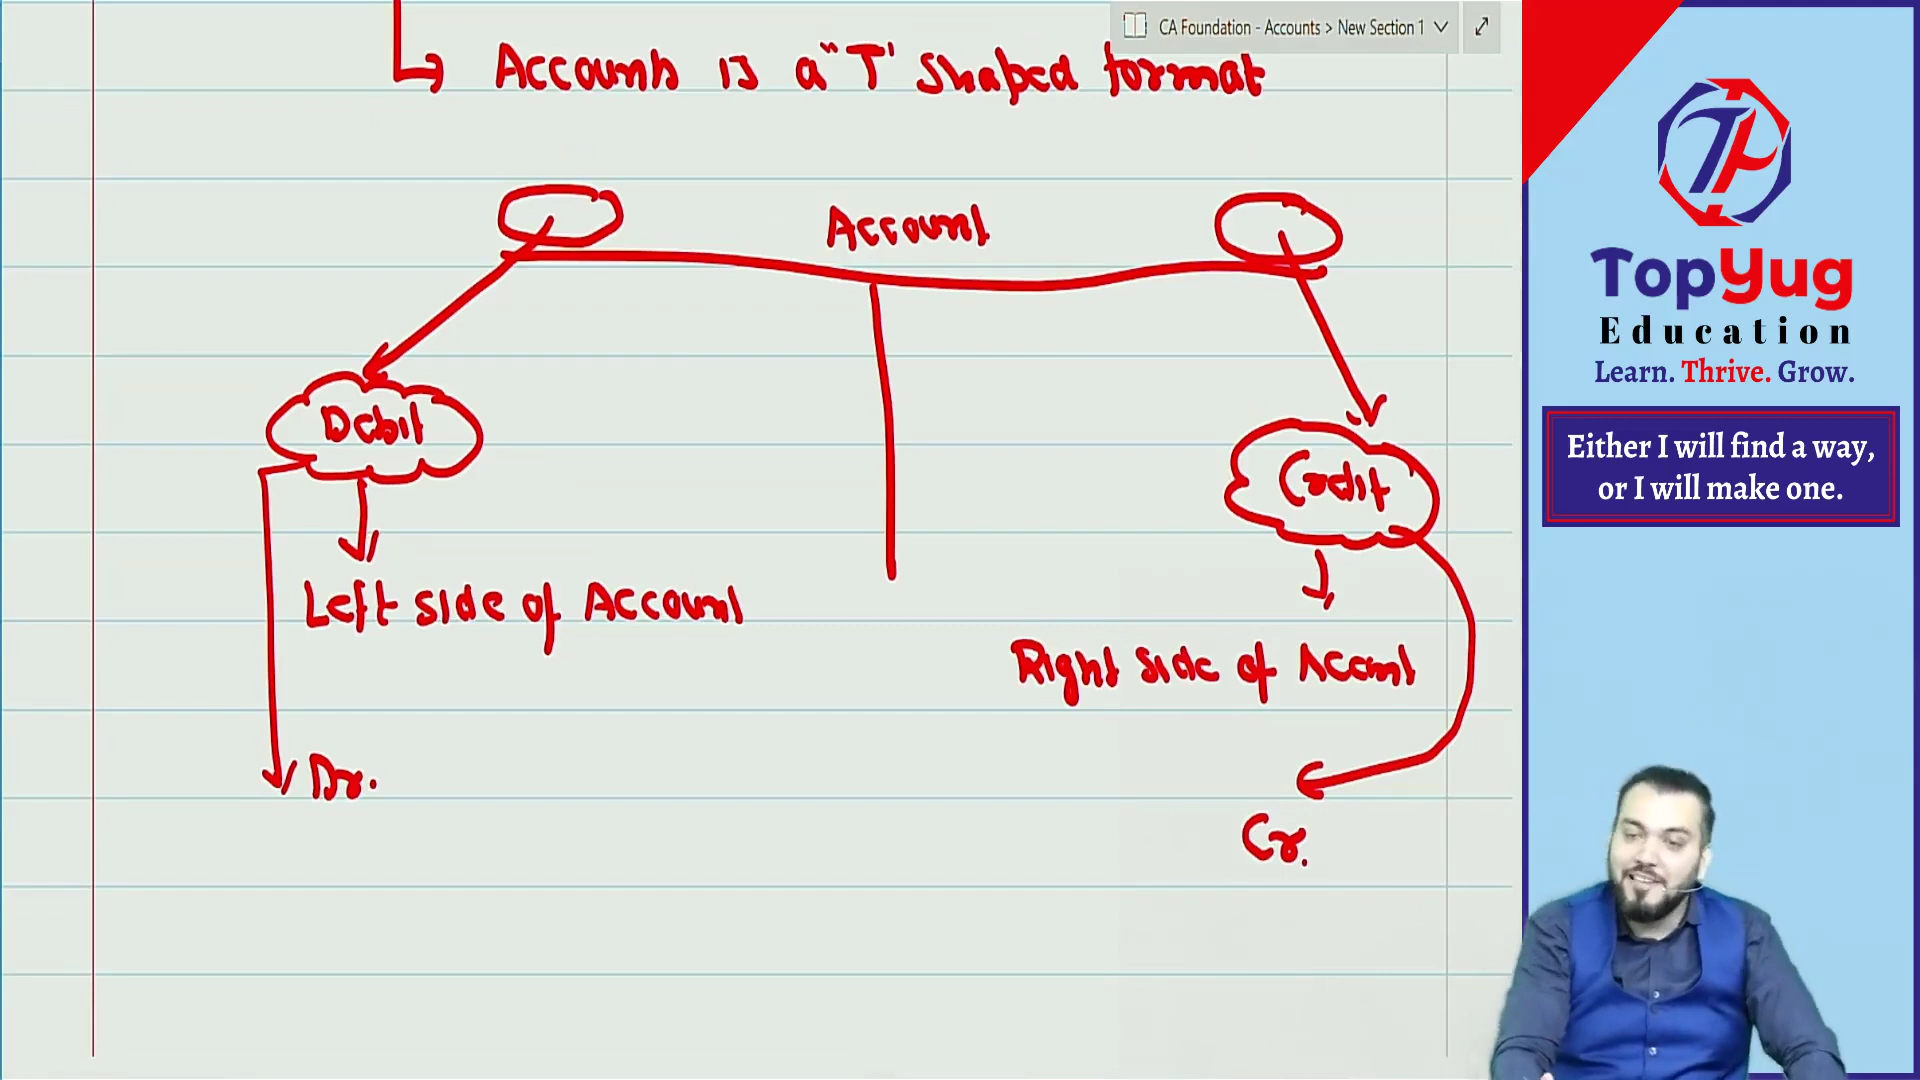 CA Foundation - Accounts > New Section 1
Accounts is a "T" shaped format
Account
Debit
Credit
Left side of Account
Right side of Account
Dr.
Cr.
TopYug
Education
Learn. Thrive. Grow.
Either I will find a way,
or I will make one.